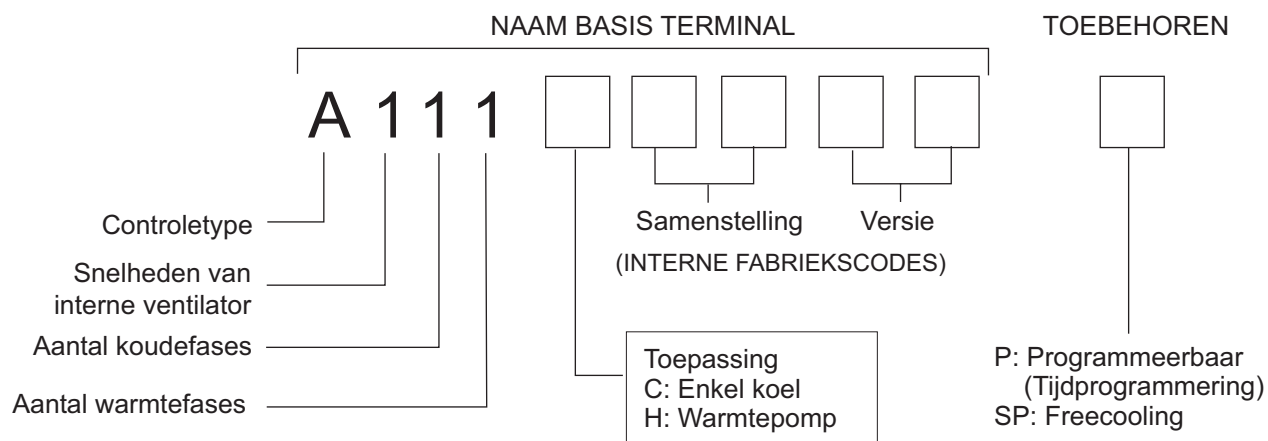 NAAM BASIS TERMINAL
TOEBEHOREN
A 1 1 1
Controletype
Snelheden van
interne ventilator
Aantal koudefases
Aantal warmtefases
Samenstelling
Versie
(INTERNE FABRIEKSCODES)
Toepassing
C: Enkel koel
H: Warmtepomp
P: Programmeerbaar
(Tijdprogrammering)
SP: Freecooling